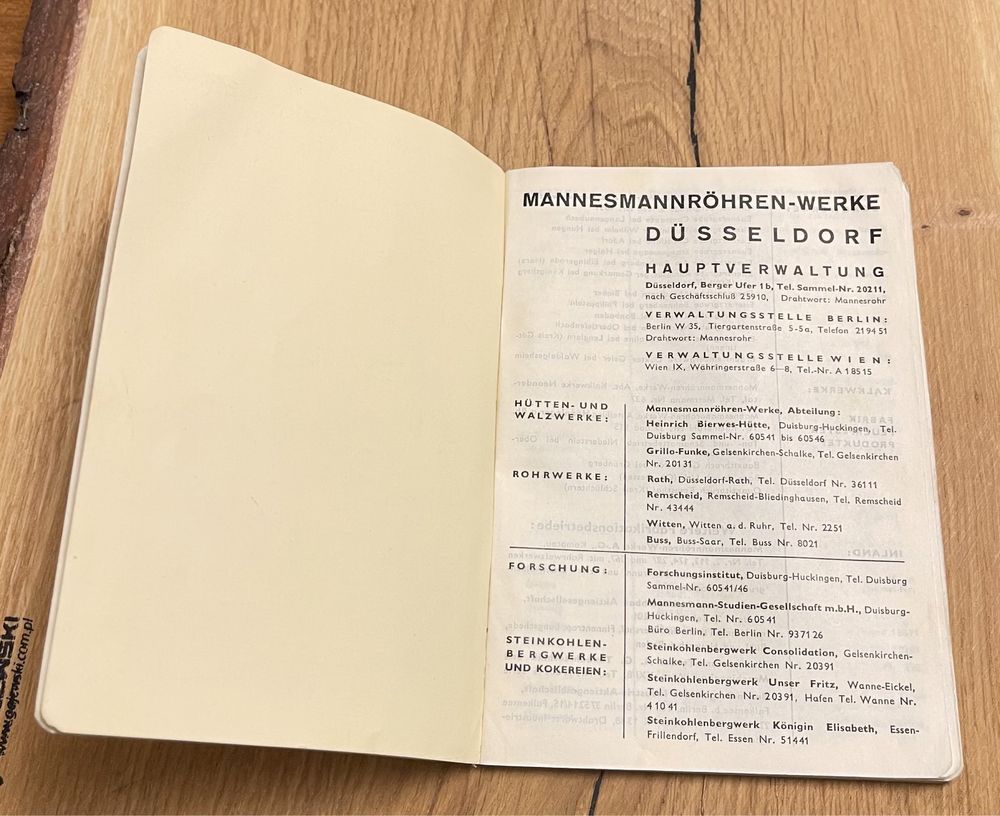 MANNESMANNRÖHREN-WERKE
DÜSSELDORF
HAUPTVERWALTUNG
Düsseldorf, Berger Ufer 1b, Tel. Sammel-Nr. 20211,
nach Geschäftsschluß 25910, Drahtwort: Mannesrohr
VERWALTUNGSSTELLE BERLIN:
Berlin W 35, Tiergartenstraße 5-5a, Telefon 219451
Drahtwort: Mannesrohr
VERWALTUNGSSTELLE WIEN:
Wien IX, Währingerstraße 6—8, Tel.-Nr. A 18515
HÜTTEN- UND
WALZWERKE:
Mannesmannröhren-Werke, Abteilung:
Heinrich Bierwes-Hütte, Duisburg-Huckingen, Tel.
Duisburg Sammel-Nr. 60541 bis 60546
Grillo-Funke, Gelsenkirchen-Schalke, Tel. Gelsenkirchen
Nr. 20131
ROHRWERKE:
Rath, Düsseldorf-Rath, Tel. Düsseldorf Nr. 36111
Remscheid, Remscheid-Bliedinghausen, Tel. Remscheid
Nr. 43444
Witten, Witten a. d. Ruhr, Tel. Nr. 2251
Buss, Buss-Saar, Tel. Buss Nr. 8021
FORSCHUNG:
Forschungsinstitut, Duisburg-Huckingen, Tel. Duisburg
Sammel-Nr. 60541/46
Mannesmann-Studien-Gesellschaft m.b.H., Duisburg-
Huckingen, Tel. Nr. 60541
Büro Berlin, Tel. Berlin Nr. 937126
STEINKOHLEN-
BERGWERKE
UND KOKEREIEN:
Steinkohlenbergwerk Consolidation, Gelsenkirchen-
Schalke, Tel. Gelsenkirchen Nr. 20391
Steinkohlenbergwerk Unser Fritz, Wanne-Eickel,
Tel. Gelsenkirchen Nr. 20391, Hafen Tel. Wanne Nr.
41041
Steinkohlenbergwerk Königin Elisabeth, Essen-
Frillendorf, Tel. Essen Nr. 51441
www.gojewski.com.pl